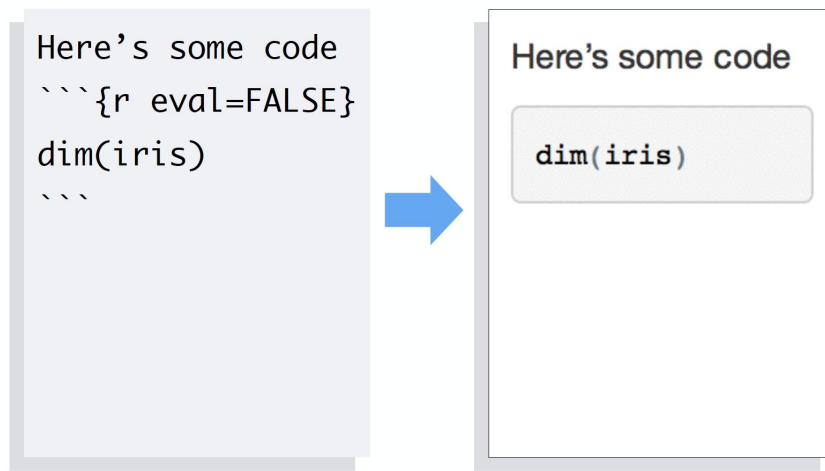 Here’s some code
```{r eval=FALSE}
dim(iris)
```
Here’s some code
dim(iris)